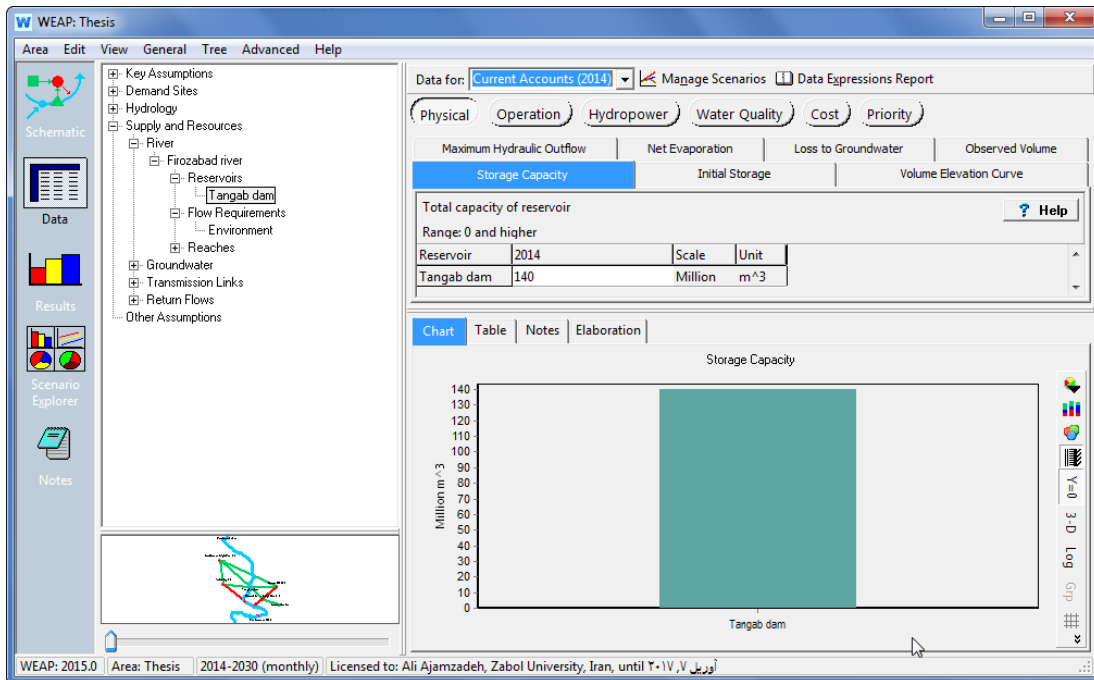 WEAP: Thesis
Area Edit View General Tree Advanced Help
Schematic
Data
Results
Scenario
Explorer
Notes
Key Assumptions
Demand Sites
Hydrology
Supply and Resources
River
Firozabad river
Reservoirs
Tangab dam
Flow Requirements
Environment
Reaches
Groundwater
Transmission Links
Return Flows
Other Assumptions
Data for: Current Accounts (2014) Manage Scenarios Data Expressions Report
Physical Operation Hydropower Water Quality Cost Priority
Maximum Hydraulic Outflow Net Evaporation Loss to Groundwater Observed Volume
Storage Capacity Initial Storage Volume Elevation Curve
Total capacity of reservoir
? Help
Range: 0 and higher
Reservoir 2014 Scale Unit
Tangab dam 140 Million m^3
Chart Table Notes Elaboration
Storage Capacity
Million m^3
140
130
120
110
100
90
80
70
60
50
40
30
20
10
0
Tangab dam
Y=0
3-D
Log
Grp
WEAP: 2015.0 Area: Thesis 2014-2030 (monthly) Licensed to: Ali Ajamzadeh, Zabol University, Iran, until آوریل ۷, ۲۰۱۷